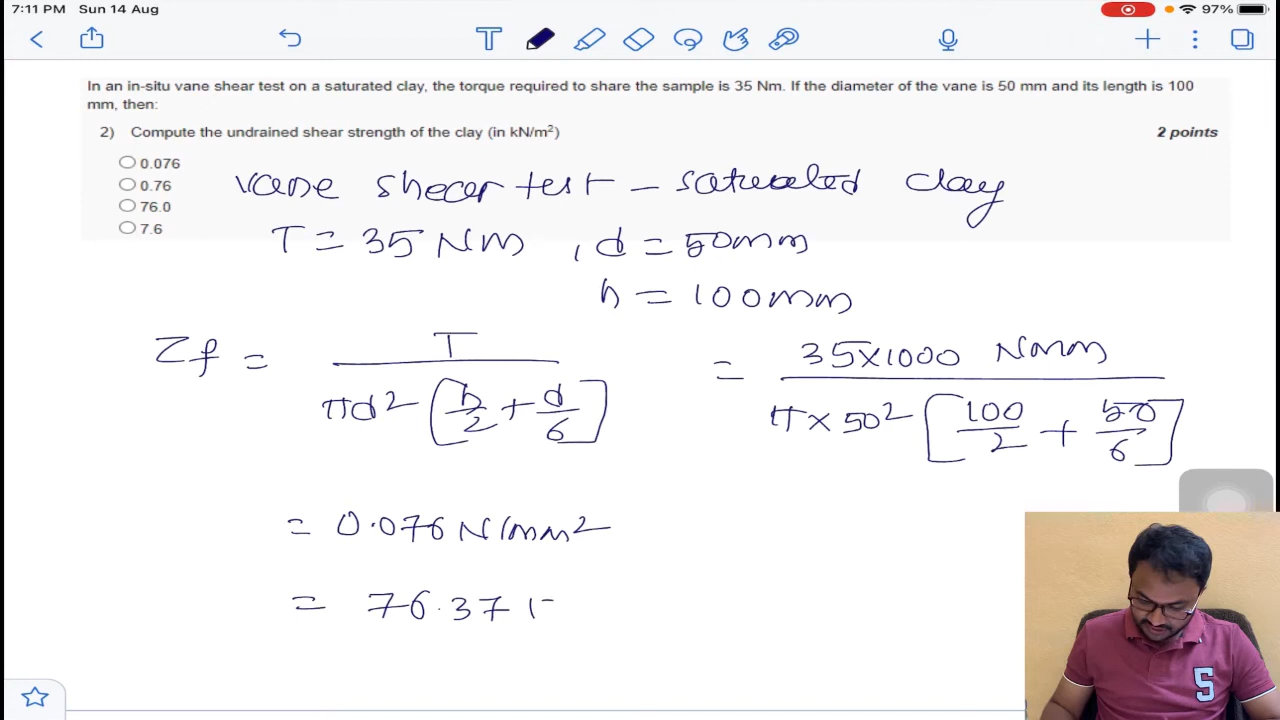 7:11 PM Sun 14 Aug
97%
In an in-situ vane shear test on a saturated clay, the torque required to share the sample is 35 Nm. If the diameter of the vane is 50 mm and its length is 100
mm, then:
2) Compute the undrained shear strength of the clay (in kN/m²) 2 points
0.076
0.76
76.0
7.6
vane shear test – saturated clay
T = 35 Nm , d = 50mm
h = 100mm
τf = T / πd² [h/2 + d/6] = 35×1000 Nmm / π × 50² [100/2 + 50/6]
= 0.076 N/mm²
= 76.37
S